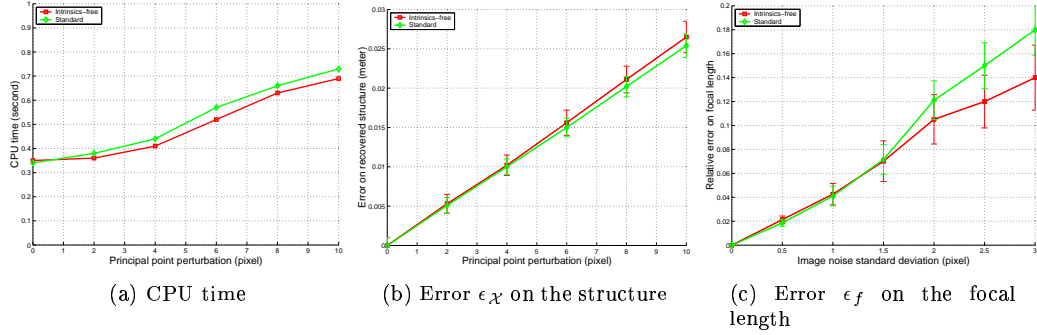 Intrinsics-free
Standard
CPU time (second)
1
0.9
0.8
0.7
0.6
0.5
0.4
0.3
0.2
0.1
0
0 1 2 3 4 5 6 7 8 9 10
Principal point perturbation (pixel)
(a) CPU time
Intrinsics-free
Standard
Error on recovered structure (meter)
0.03
0.025
0.02
0.015
0.01
0.005
0
0 1 2 3 4 5 6 7 8 9 10
Principal point perturbation (pixel)
(b) Error ϵ𝒳 on the structure
Intrinsics-free
Standard
Relative error on focal length
0.2
0.18
0.16
0.14
0.12
0.1
0.08
0.06
0.04
0.02
0
0 0.5 1 1.5 2 2.5 3
Image noise standard deviation (pixel)
(c) Error ϵf on the focal
length